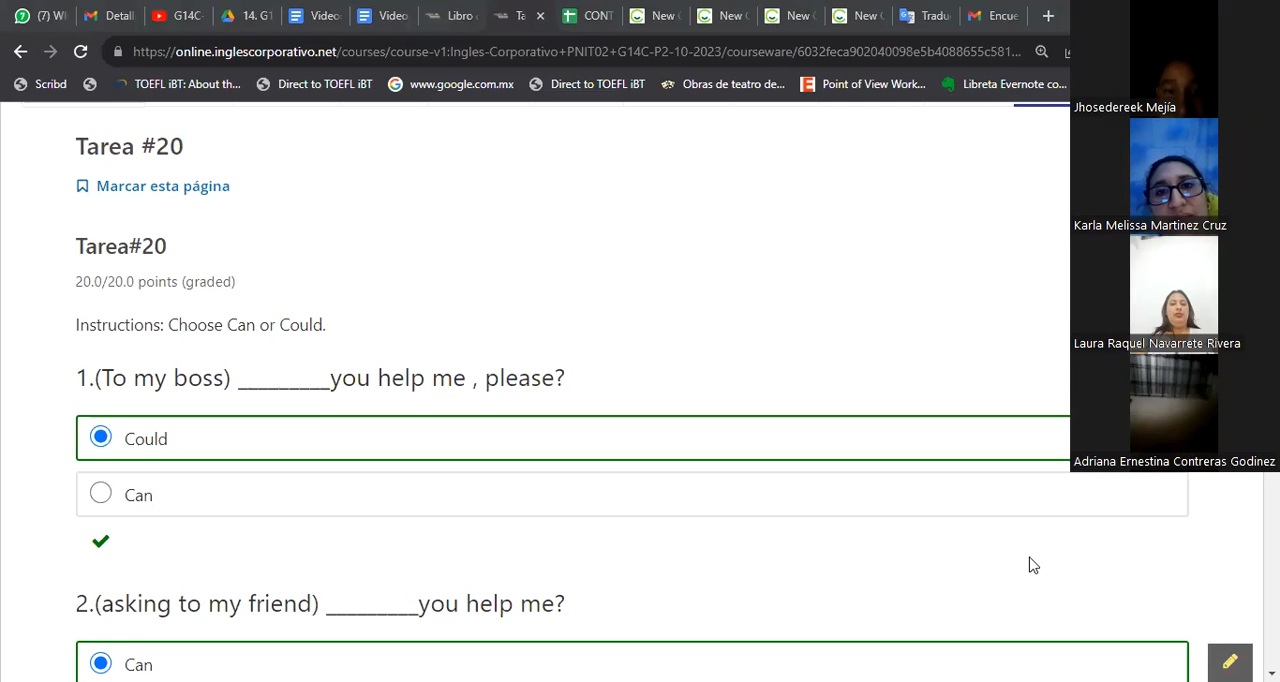 (7) W
Detall
G14C-
14. G1
Video
Video
Libro
Ta
CONT
New
New
New
New
Tradu
Encue
https://online.inglescorporativo.net/courses/course-v1:Ingles-Corporativo+PNIT02+G14C-P2-10-2023/courseware/6032feca902040098e5b4088655c581...
Scribd
TOEFL iBT: About th...
Direct to TOEFL iBT
www.google.com.mx
Direct to TOEFL iBT
Obras de teatro de...
Point of View Work...
Libreta Evernote co...
Jhosedereek Mejía
Karla Melissa Martinez Cruz
Laura Raquel Navarrete Rivera
Adriana Ernestina Contreras Godinez
Tarea #20
Marcar esta página
Tarea#20
20.0/20.0 points (graded)
Instructions: Choose Can or Could.
1.(To my boss) _________you help me , please?
Could
Can
2.(asking to my friend) _________you help me?
Can